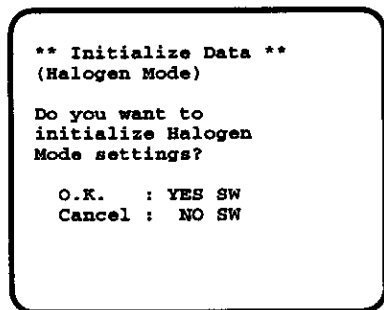 ** Initialize Data **
(Halogen Mode)
Do you want to
initialize Halogen
Mode settings?
O.K. : YES SW
Cancel : NO SW